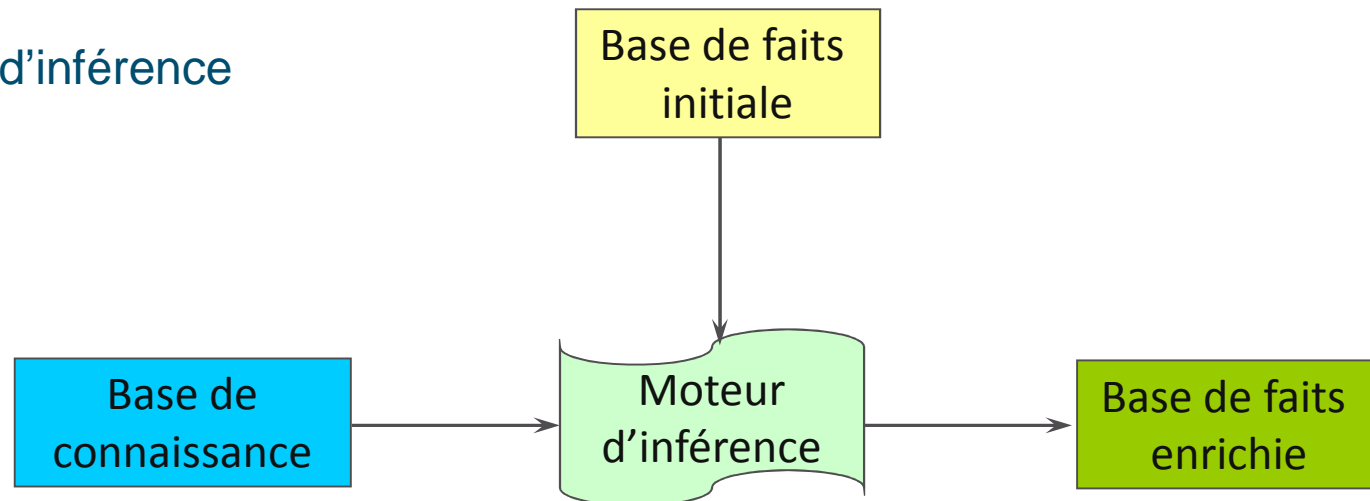 d’inférence
Base de faits
initiale
Base de
connaissance
Moteur
d’inférence
Base de faits
enrichie